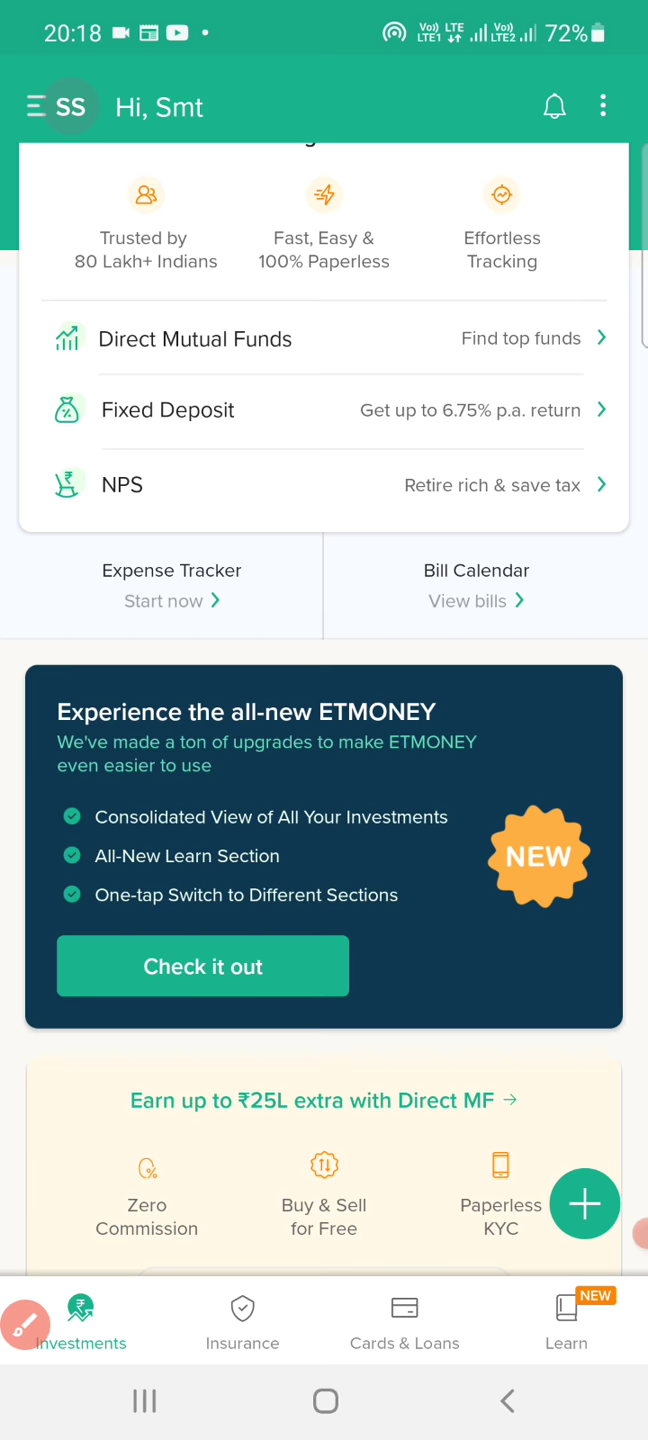 20:18
Vo)) LTE Vo))
LTE1 LTE2 72%
SS Hi, Smt
Trusted by
80 Lakh+ Indians
Fast, Easy &
100% Paperless
Effortless
Tracking
Direct Mutual Funds Find top funds
Fixed Deposit Get up to 6.75% p.a. return
NPS Retire rich & save tax
Expense Tracker
Start now
Bill Calendar
View bills
Experience the all-new ETMONEY
We've made a ton of upgrades to make ETMONEY
even easier to use
Consolidated View of All Your Investments
All-New Learn Section
One-tap Switch to Different Sections
NEW
Check it out
Earn up to ₹25L extra with Direct MF →
Zero
Commission
Buy & Sell
for Free
Paperless
KYC
NEW
Investments Insurance Cards & Loans Learn